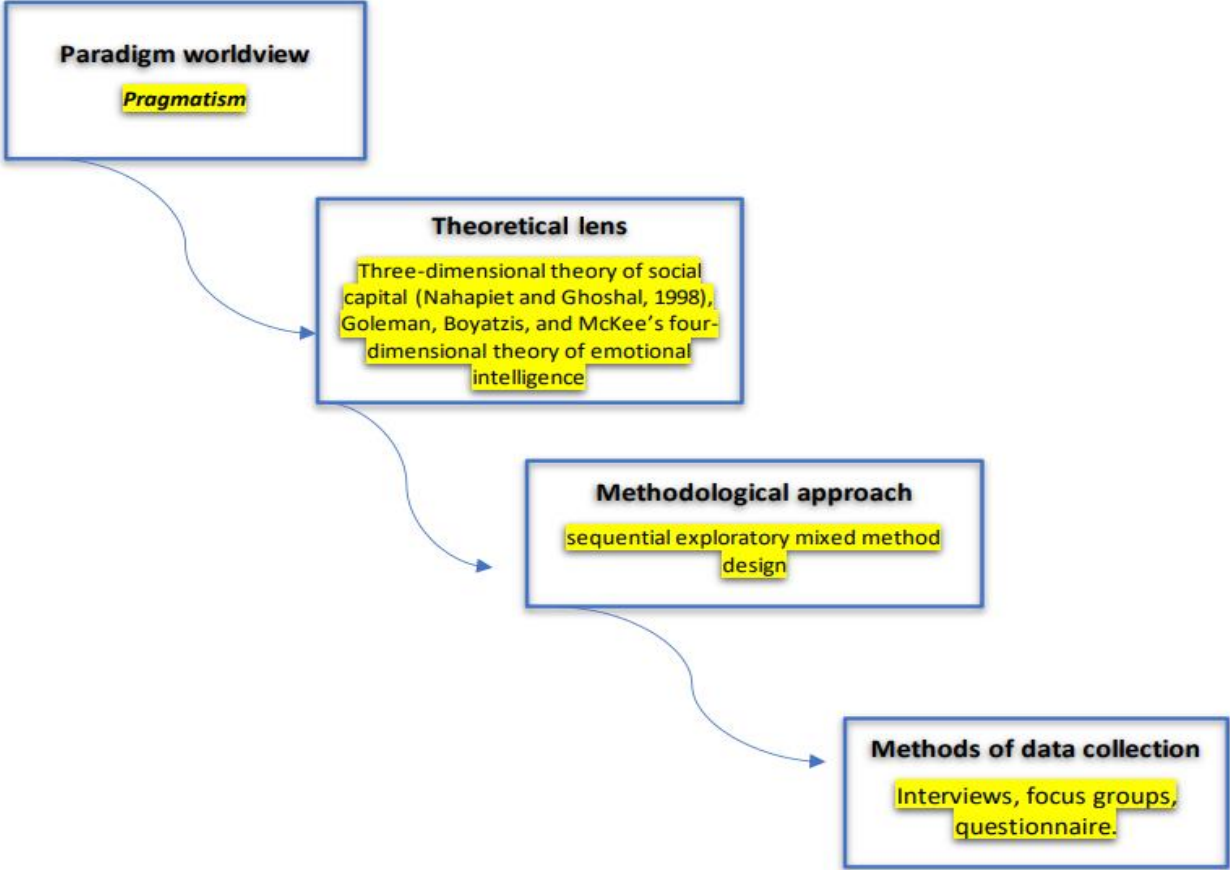 Paradigm worldview
Pragmatism
Theoretical lens
Three-dimensional theory of social
capital (Nahapiet and Ghoshal, 1998),
Goleman, Boyatzis, and McKee’s four-
dimensional theory of emotional
intelligence
Methodological approach
sequential exploratory mixed method
design
Methods of data collection
Interviews, focus groups,
questionnaire.